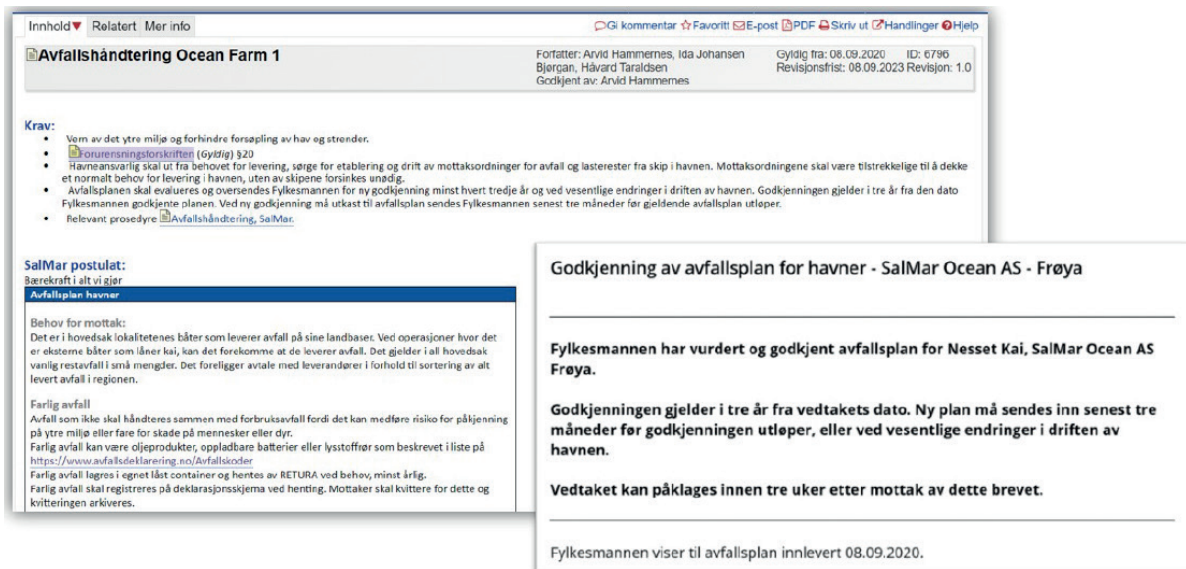 Innhold▼ Relatert Mer info
Gi kommentar Favoritt E-post PDF Skriv ut Handlinger Hjelp
Avfallshåndtering Ocean Farm 1
Forfatter: Arvid Hammernes, Ida Johansen
Bjørgan, Håvard Taraldsen
Godkjent av: Arvid Hammernes
Gyldig fra: 08.09.2020 ID: 6796
Revisjonsfrist: 08.09.2023 Revisjon: 1.0
Krav:
• Vern av det ytre miljø og forhindre forsøpling av hav og strender.
• Forurensningsforskriften (Gyldig) §20
• Havneansvarlig skal ut fra behovet for levering, sørge for etablering og drift av mottaksordninger for avfall og lasterester fra skip i havnen. Mottaksordningene skal være tilstrekkelige til å dekke
et normalt behov for levering i havnen, uten av skipene forsinkes unødig.
• Avfallsplanen skal evalueres og oversendes Fylkesmannen for ny godkjenning minst hvert tredje år og ved vesentlige endringer i driften av havnen. Godkjenningen gjelder i tre år fra den dato
Fylkesmannen godkjente planen. Ved ny godkjenning må utkast til avfallsplan sendes Fylkesmannen senest tre måneder før gjeldende avfallsplan utløper.
• Relevant prosedyre Avfallshåndtering, SalMar.
SalMar postulat:
Bærekraft i alt vi gjør
Avfallsplan havner
Behov for mottak:
Det er i hovedsak lokalitetenes båter som leverer avfall på sine landbaser. Ved operasjoner hvor det
er eksterne båter som låner kai, kan det forekomme at de leverer avfall. Det gjelder i all hovedsak
vanlig restavfall i små mengder. Det foreligger avtale med leverandører i forhold til sortering av alt
levert avfall i regionen.
Farlig avfall
Avfall som ikke skal håndteres sammen med forbruksavfall fordi det kan medføre risiko for påkjenning
på ytre miljø eller fare for skade på mennesker eller dyr.
Farlig avfall kan være oljeprodukter, oppladbare batterier eller lysstoffrør som beskrevet i liste på
https://www.avfallsdeklarering.no/Avfallskoder
Farlig avfall lagres i egnet låst container og hentes av RETURA ved behov, minst årlig.
Farlig avfall skal registreres på deklarasjonsskjema ved henting. Mottaker skal kvittere for dette og
kvitteringen arkiveres.
Godkjenning av avfallsplan for havner - SalMar Ocean AS - Frøya
Fylkesmannen har vurdert og godkjent avfallsplan for Nesset Kai, SalMar Ocean AS
Frøya.
Godkjenningen gjelder i tre år fra vedtakets dato. Ny plan må sendes inn senest tre
måneder før godkjenningen utløper, eller ved vesentlige endringer i driften av
havnen.
Vedtaket kan påklages innen tre uker etter mottak av dette brevet.
Fylkesmannen viser til avfallsplan innlevert 08.09.2020.